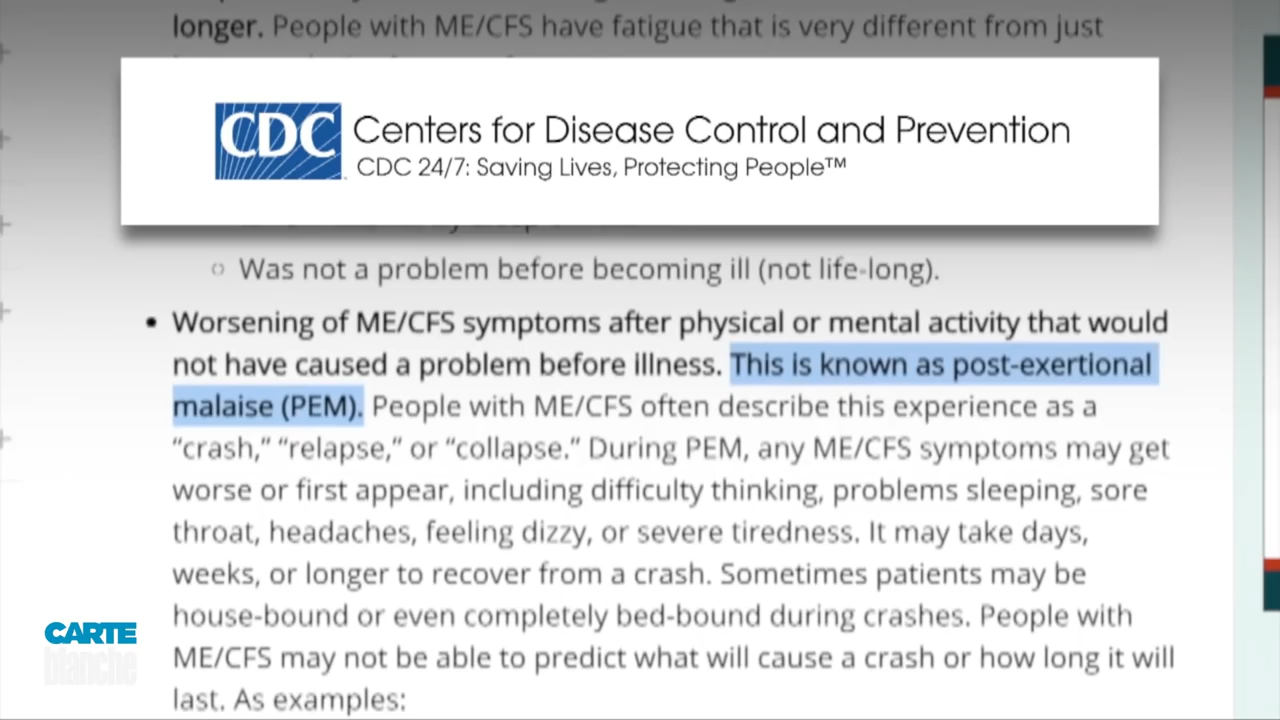 longer. People with ME/CFS have fatigue that is very different from just
CDC Centers for Disease Control and Prevention
CDC 24/7: Saving Lives, Protecting People™
Was not a problem before becoming ill (not life-long).
• Worsening of ME/CFS symptoms after physical or mental activity that would
not have caused a problem before illness. This is known as post-exertional
malaise (PEM). People with ME/CFS often describe this experience as a
“crash,” “relapse,” or “collapse.” During PEM, any ME/CFS symptoms may get
worse or first appear, including difficulty thinking, problems sleeping, sore
throat, headaches, feeling dizzy, or severe tiredness. It may take days,
weeks, or longer to recover from a crash. Sometimes patients may be
house-bound or even completely bed-bound during crashes. People with
ME/CFS may not be able to predict what will cause a crash or how long it will
last. As examples:
CARTE
blanche